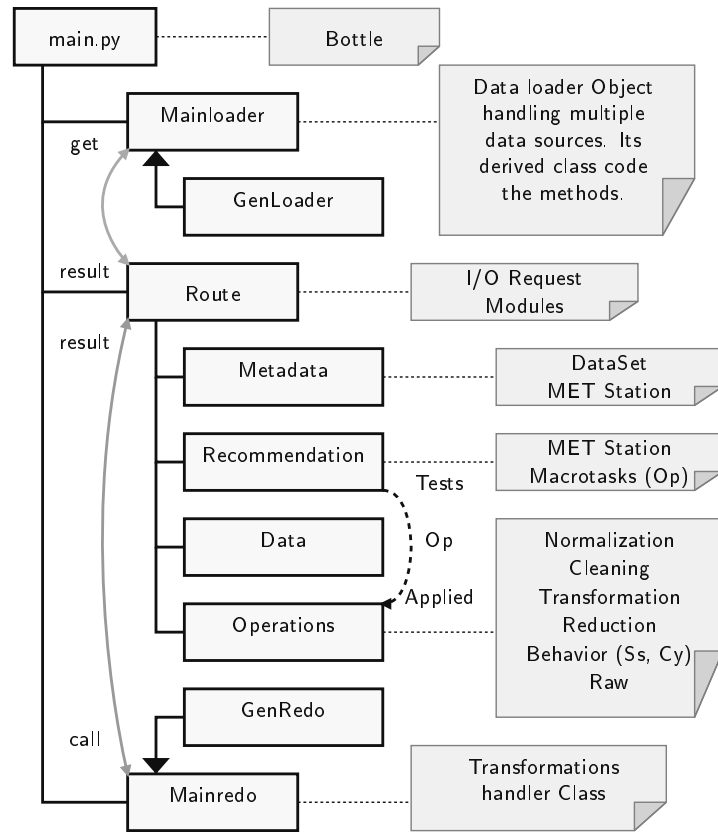 main.py
Bottle
Mainloader
Data loader Object
handling multiple
data sources. Its
derived class code
the methods.
get
GenLoader
result
Route
I/O Request
Modules
result
Metadata
DataSet
MET Station
Recommendation
MET Station
Macrotasks (Op)
Tests
Data
Op
Normalization
Cleaning
Transformation
Reduction
Behavior (Ss, Cy)
Raw
Applied
Operations
GenRedo
call
Mainredo
Transformations
handler Class